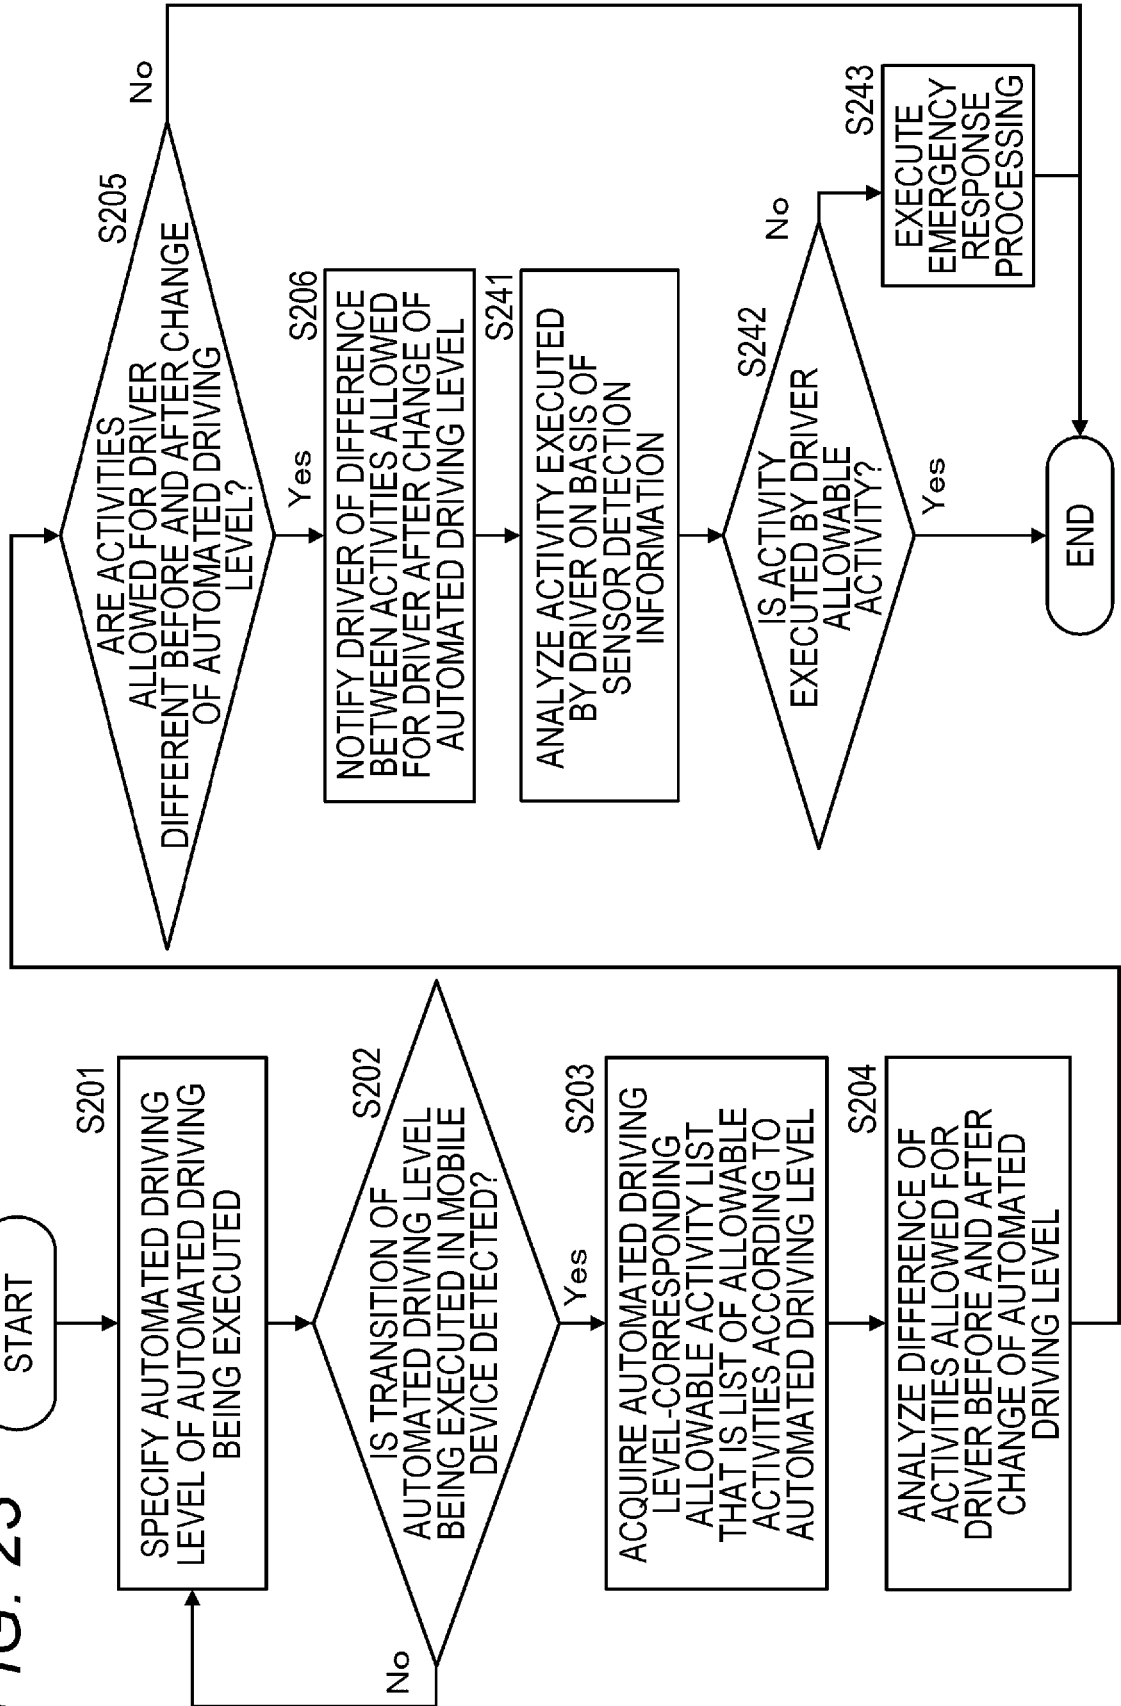 FIG. 23
START
S201
SPECIFY AUTOMATED DRIVING
LEVEL OF AUTOMATED DRIVING
BEING EXECUTED
S202
IS TRANSITION OF
AUTOMATED DRIVING LEVEL
BEING EXECUTED IN MOBILE
DEVICE DETECTED?
No
Yes
S203
ACQUIRE AUTOMATED DRIVING
LEVEL-CORRESPONDING
ALLOWABLE ACTIVITY LIST
THAT IS LIST OF ALLOWABLE
ACTIVITIES ACCORDING TO
AUTOMATED DRIVING LEVEL
S204
ANALYZE DIFFERENCE OF
ACTIVITIES ALLOWED FOR
DRIVER BEFORE AND AFTER
CHANGE OF AUTOMATED
DRIVING LEVEL
S205
ARE ACTIVITIES
ALLOWED FOR DRIVER
DIFFERENT BEFORE AND AFTER CHANGE
OF AUTOMATED DRIVING
LEVEL?
No
Yes
S206
NOTIFY DRIVER OF DIFFERENCE
BETWEEN ACTIVITIES ALLOWED
FOR DRIVER AFTER CHANGE OF
AUTOMATED DRIVING LEVEL
S241
ANALYZE ACTIVITY EXECUTED
BY DRIVER ON BASIS OF
SENSOR DETECTION
INFORMATION
S242
IS ACTIVITY
EXECUTED BY DRIVER
ALLOWABLE
ACTIVITY?
No
Yes
S243
EXECUTE
EMERGENCY
RESPONSE
PROCESSING
END